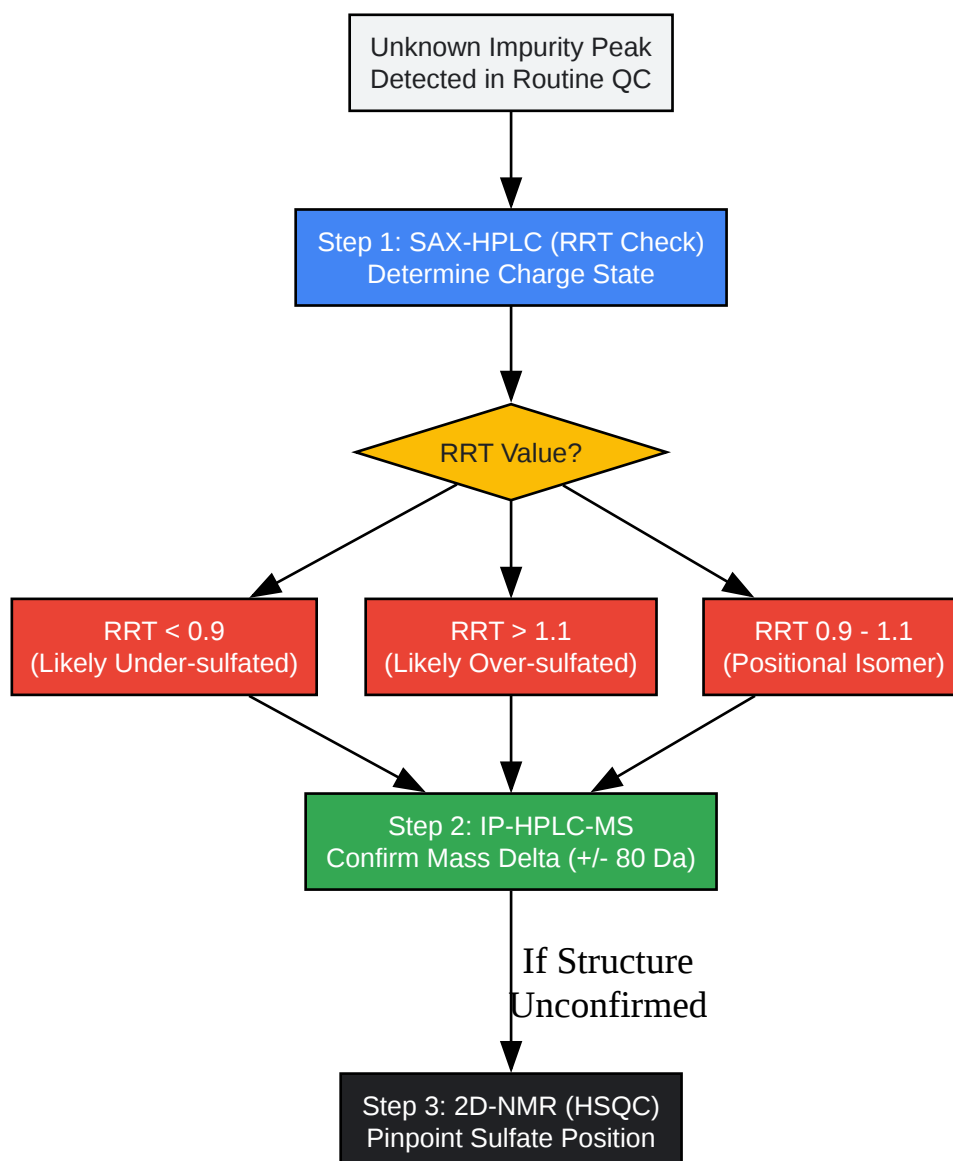 Unknown Impurity Peak
Detected in Routine QC
Step 1: SAX-HPLC (RRT Check)
Determine Charge State
RRT Value?
RRT < 0.9
(Likely Under-sulfated)
RRT > 1.1
(Likely Over-sulfated)
RRT 0.9 - 1.1
(Positional Isomer)
Step 2: IP-HPLC-MS
Confirm Mass Delta (+/- 80 Da)
If Structure
Unconfirmed
Step 3: 2D-NMR (HSQC)
Pinpoint Sulfate Position